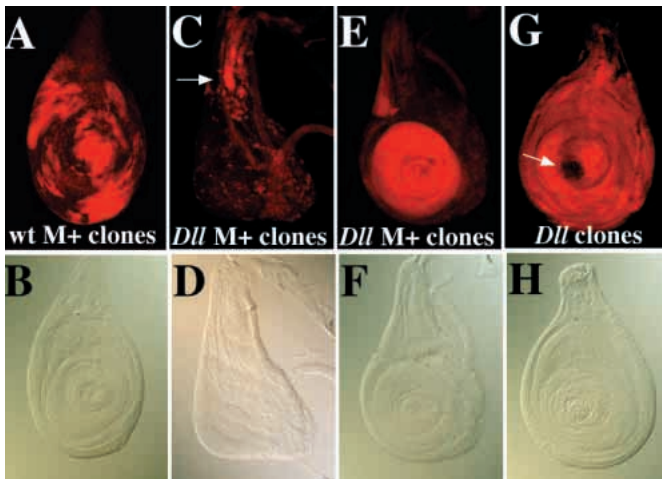 A
C
E
G
wt M+ clones
Dll M+ clones
Dll M+ clones
Dll clones
B
D
F
H